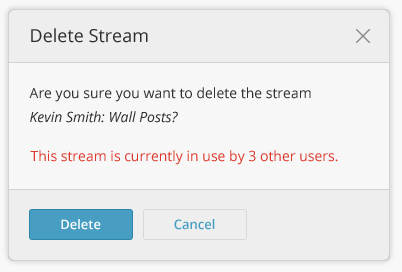 Delete Stream
Are you sure you want to delete the stream
Kevin Smith: Wall Posts?
This stream is currently in use by 3 other users.
Delete
Cancel